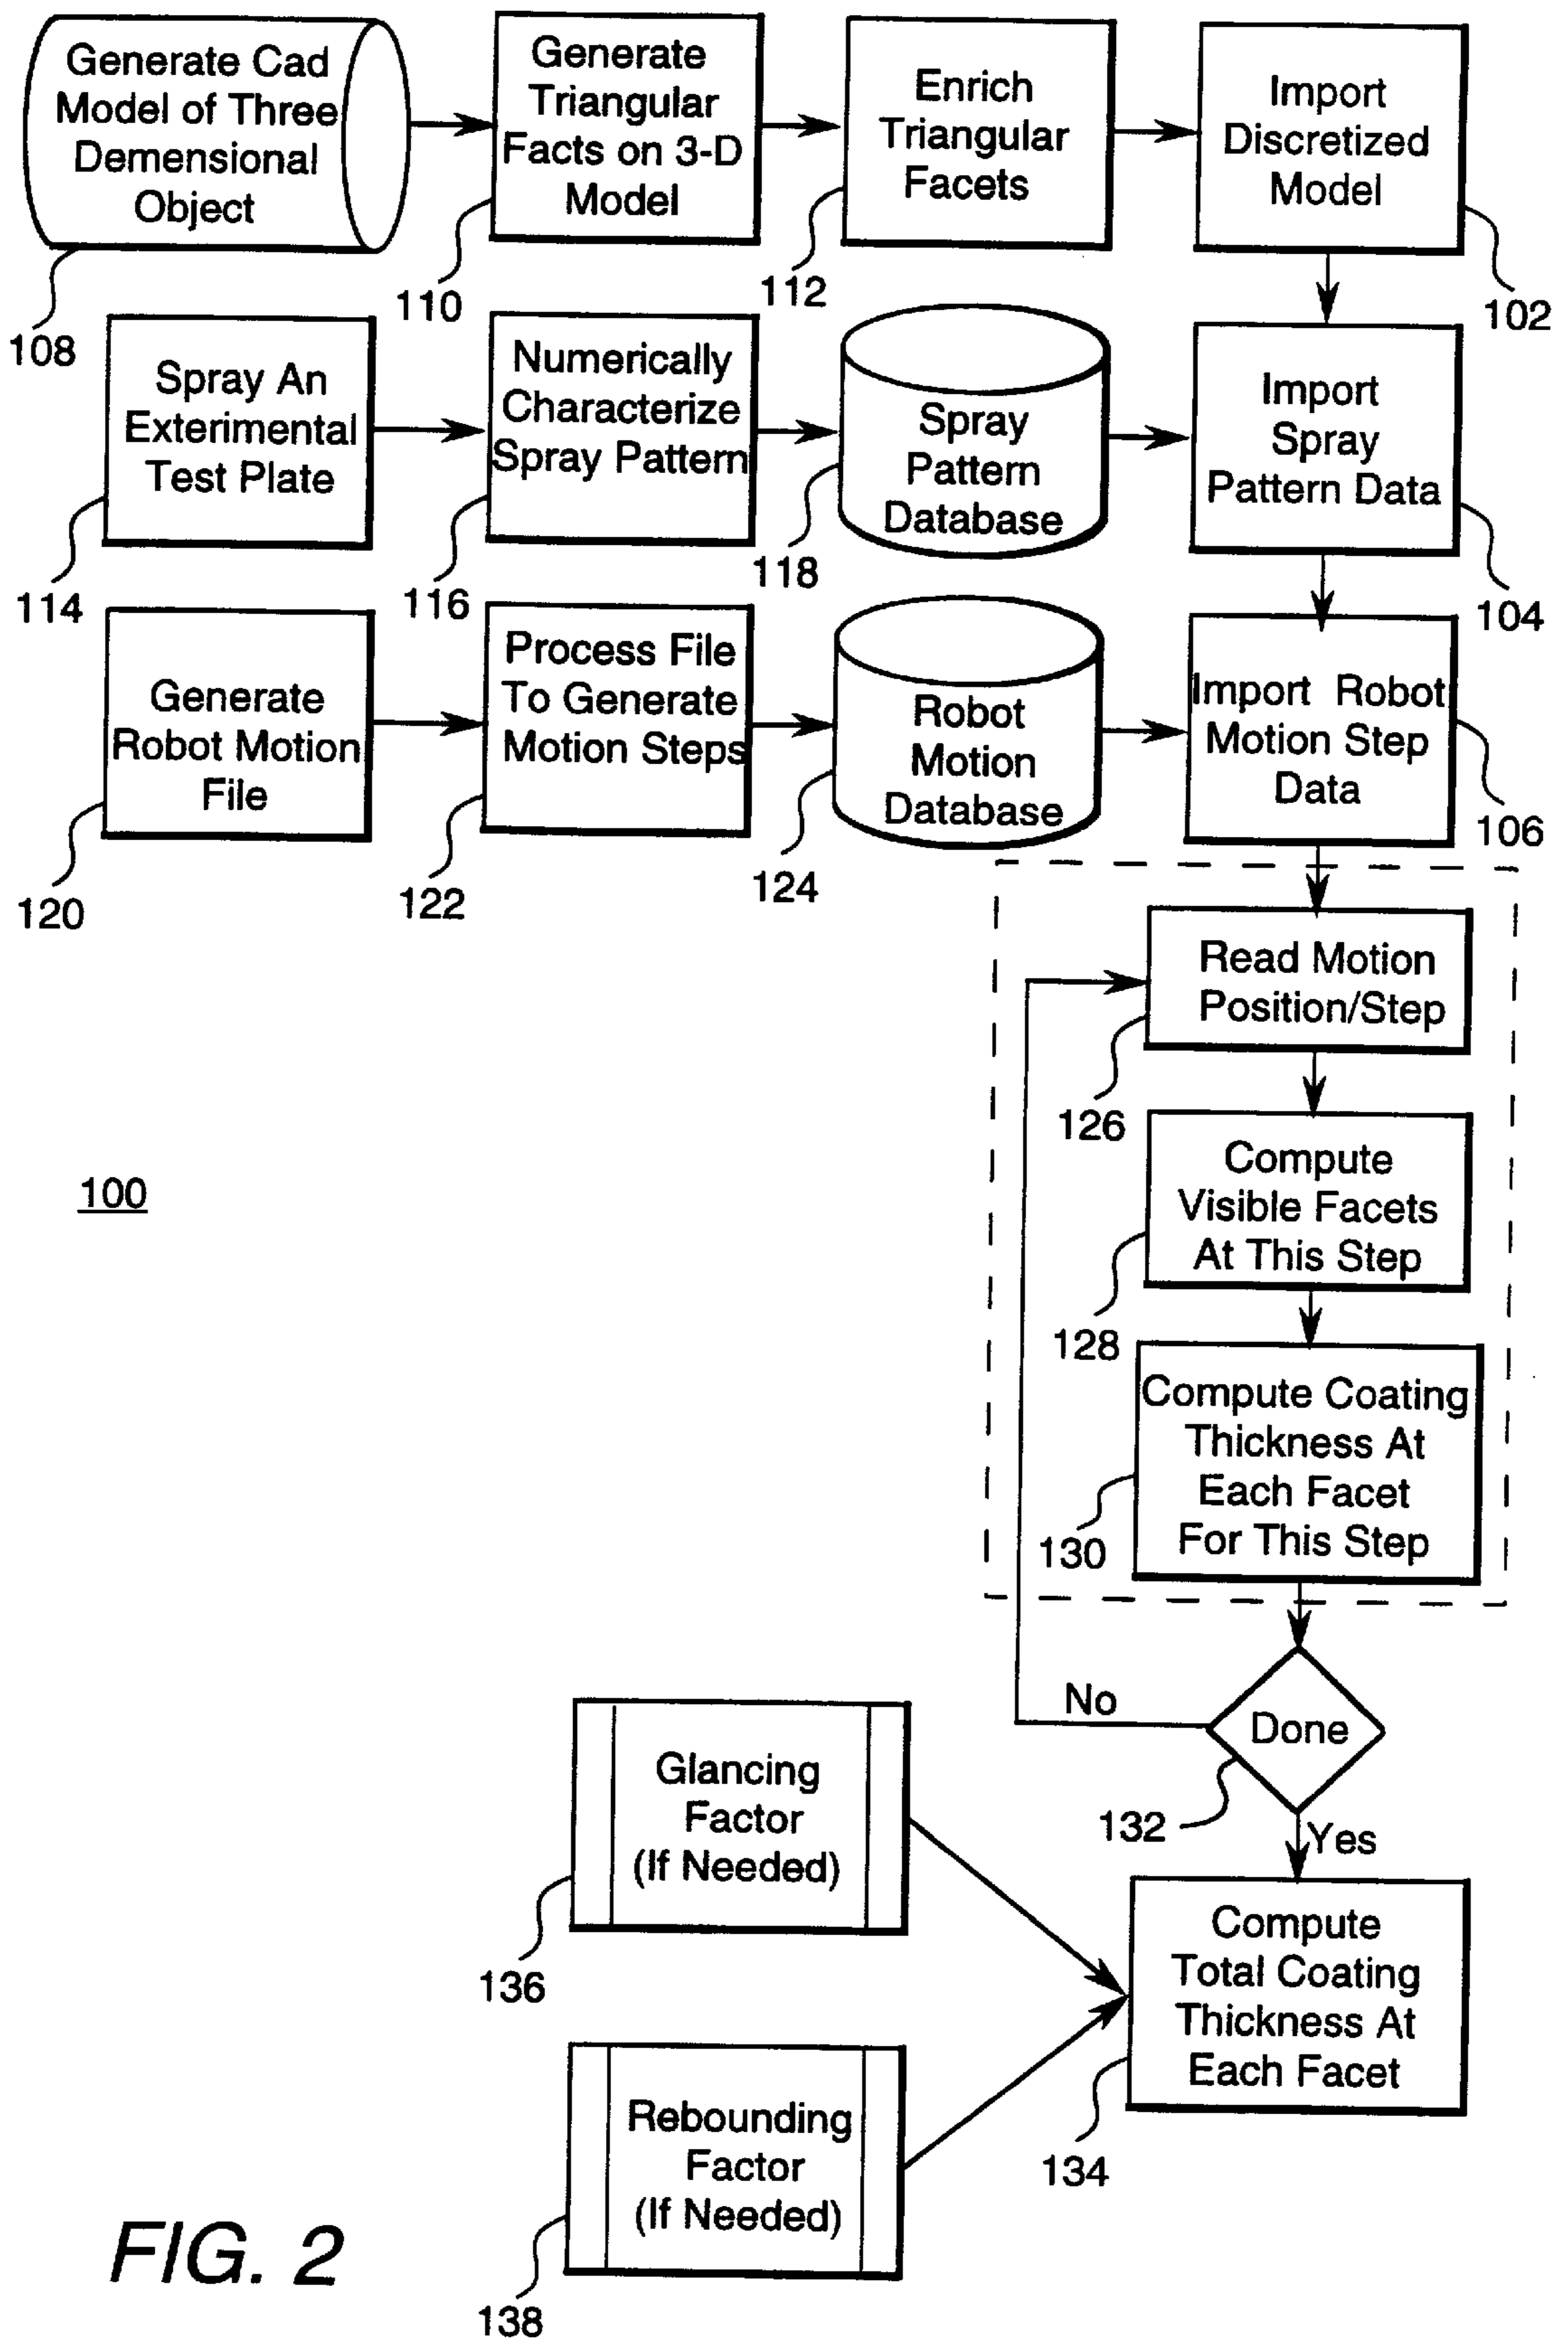 Generate Cad
Model of Three
Demensional
Object
108
Generate
Triangular
Facts on 3-D
Model
110
Enrich
Triangular
Facets
112
Import
Discretized
Model
102
Spray An
Exterimental
Test Plate
114
Numerically
Characterize
Spray Pattern
116
Spray
Pattern
Database
118
Import
Spray
Pattern Data
104
Generate
Robot Motion
File
120
Process File
To Generate
Motion Steps
122
Robot
Motion
Database
124
Import Robot
Motion Step
Data
106
Read Motion
Position/Step
126
100
Compute
Visible Facets
At This Step
128
Compute Coating
Thickness At
Each Facet
For This Step
130
No
Done
132
Yes
Glancing
Factor
(If Needed)
136
Compute
Total Coating
Thickness At
Each Facet
134
Rebounding
Factor
(If Needed)
138
FIG. 2